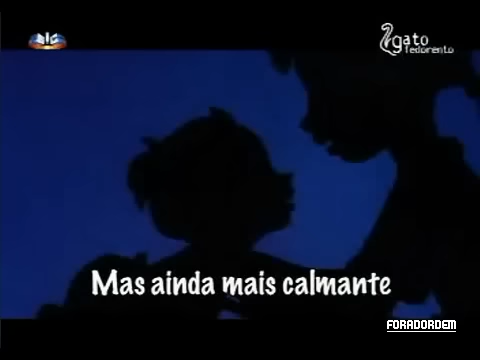 SIC
gato
fedorento
Mas ainda mais calmante
FORADORDEM